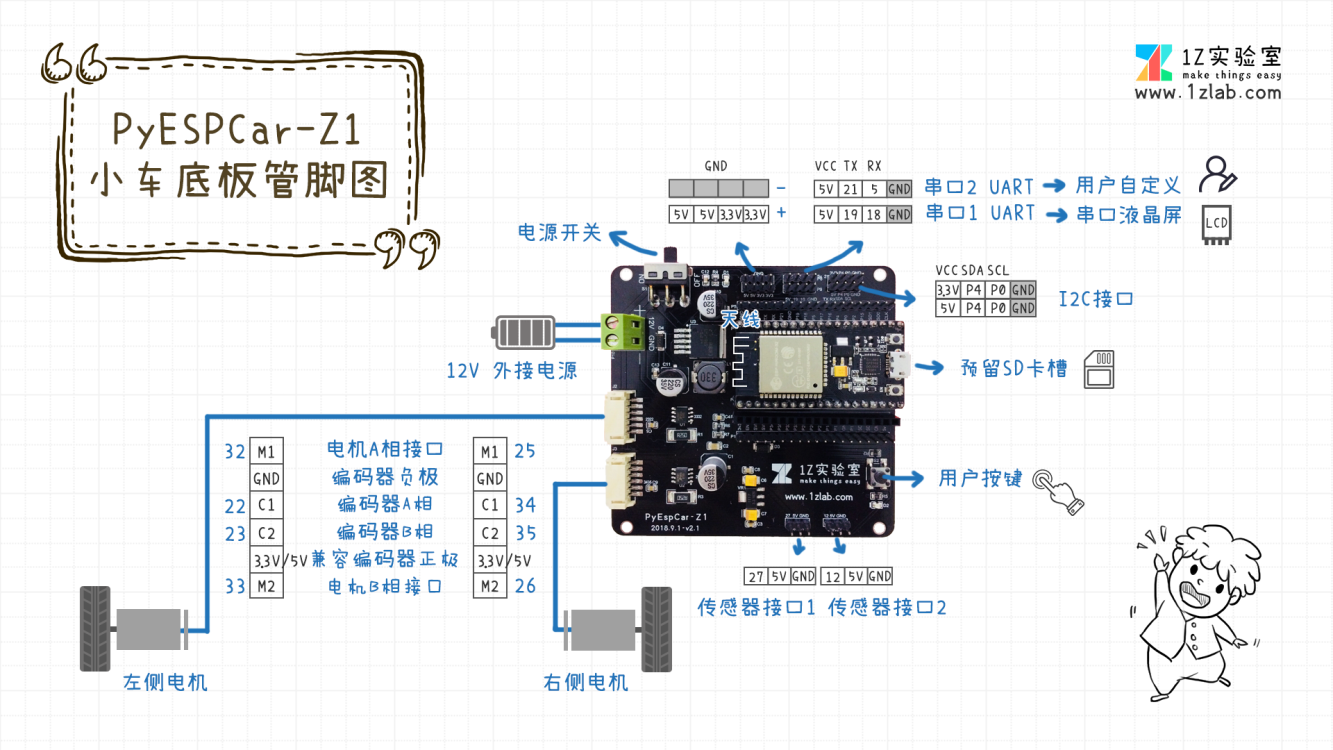 PyESPCar-Z1
小车底板管脚图
1Z实验室
make things easy
www.1zlab.com
GND
-
5V 5V 3.3V 3.3V +
VCC TX RX
5V 21 5 GND 串口2 UART 用户自定义
5V 19 18 GND 串口1 UART 串口液晶屏
LCD
电源开关
VCC SDA SCL
3.3V P4 P0 GND
5V P4 P0 GND
I2C接口
ON
OFF
12V
GND
天线
12V 外接电源
预留SD卡槽
330
32 M1 电机A相接口 M1 25
GND 编码器负极 GND
22 C1 编码器A相 C1 34
23 C2 编码器B相 C2 35
3.3V/5V 兼容编码器正极 3.3V/5V
33 M2 电机B相接口 M2 26
1Z实验室
make things easy
www.1zlab.com
用户按键
PyEspCar-Z1
2018.9.1-v2.1
27 5V GND
27 5V GND 12 5V GND
传感器接口1 传感器接口2
左侧电机
右侧电机